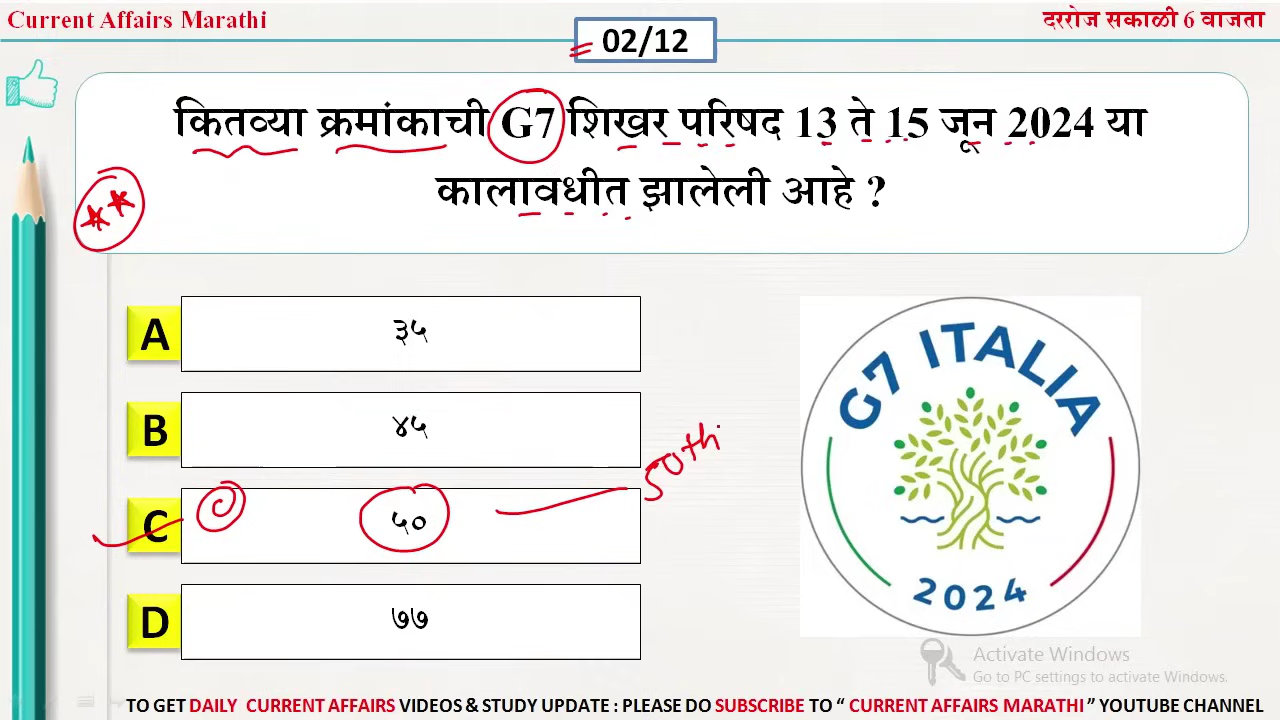 Current Affairs Marathi
दररोज सकाळी 6 वाजता
02/12
कितव्या क्रमांकाची G7 शिखर परिषद 13 ते 15 जून 2024 या
कालावधीत झालेली आहे ?
A
३५
B
४५
C
५०
50th
D
७७
G7 ITALIA
2024
Activate Windows
Go to PC settings to activate Windows.
TO GET DAILY CURRENT AFFAIRS VIDEOS & STUDY UPDATE : PLEASE DO SUBSCRIBE TO “ CURRENT AFFAIRS MARATHI ” YOUTUBE CHANNEL